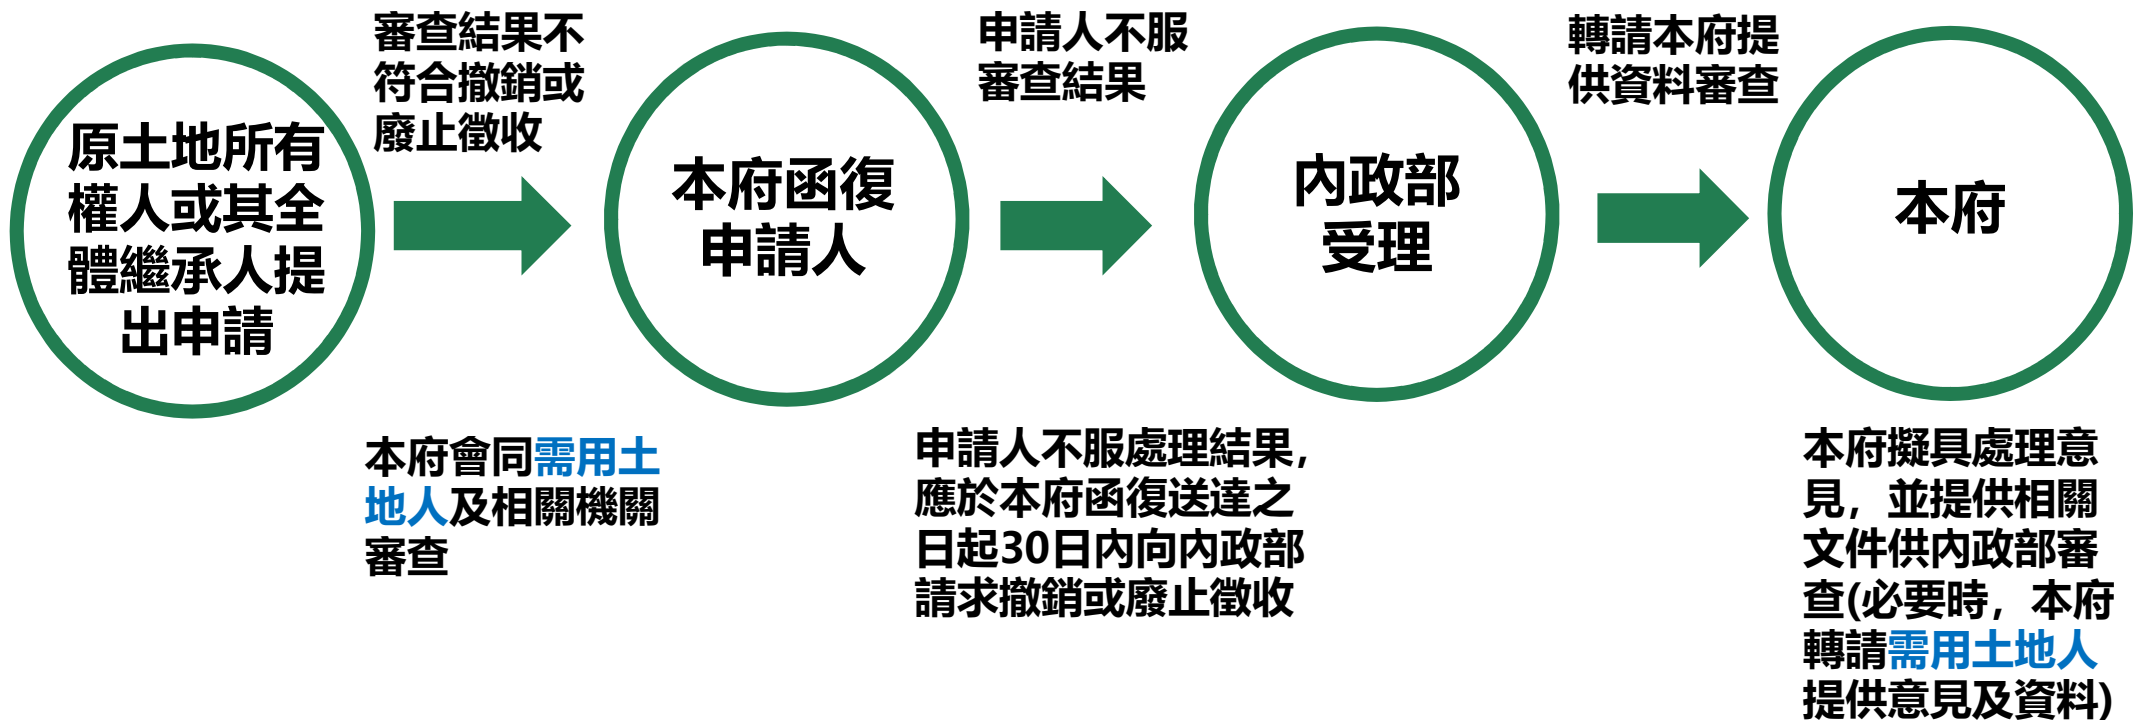 原土地所有
權人或其全
體繼承人提
出申請
審查結果不
符合撤銷或
廢止徵收
本府會同需用土
地人及相關機關
審查
本府函復
申請人
申請人不服
審查結果
申請人不服處理結果，
應於本府函復送達之
日起30日內向內政部
請求撤銷或廢止徵收
內政部
受理
轉請本府提
供資料審查
本府
本府擬具處理意
見，並提供相關
文件供內政部審
查(必要時，本府
轉請需用土地人
提供意見及資料)